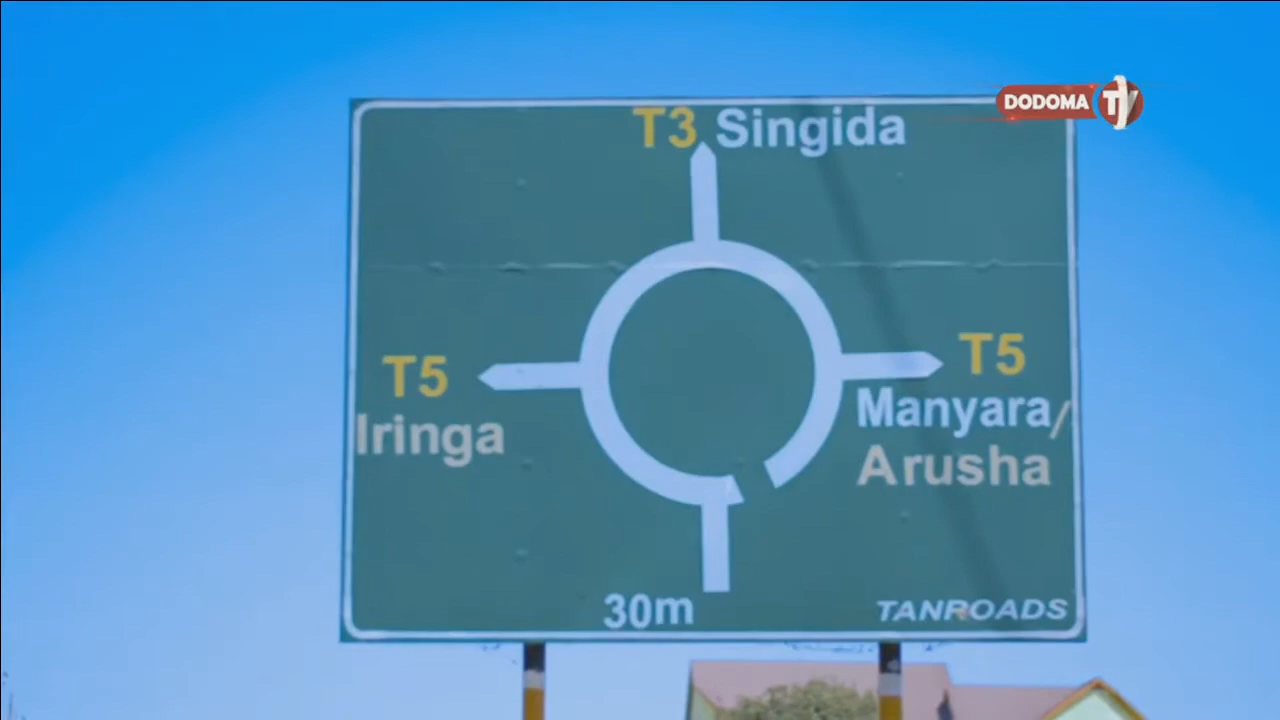 DODOMA TV
T3 Singida
T5
Iringa
T5
Manyara/
Arusha
30m
TANROADS